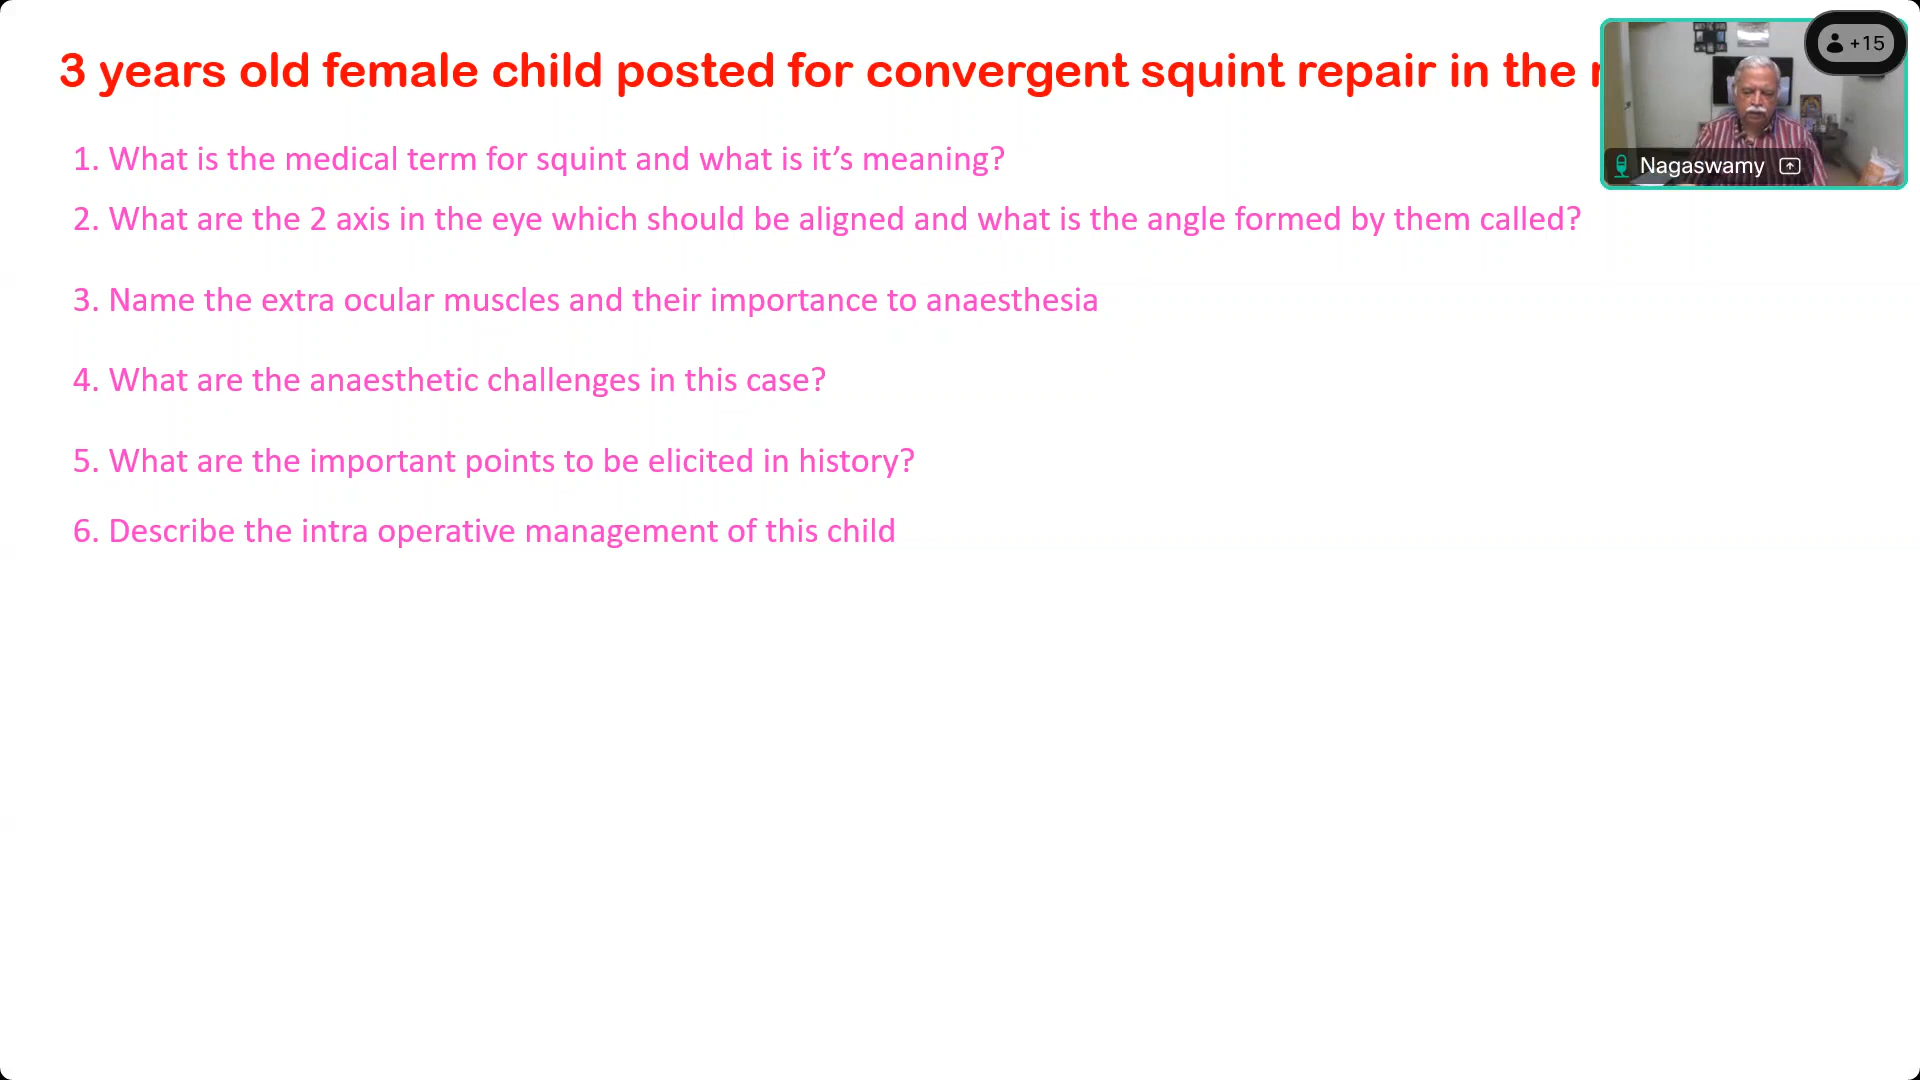 3 years old female child posted for convergent squint repair in the
+15
Nagaswamy
1. What is the medical term for squint and what is it’s meaning?
2. What are the 2 axis in the eye which should be aligned and what is the angle formed by them called?
3. Name the extra ocular muscles and their importance to anaesthesia
4. What are the anaesthetic challenges in this case?
5. What are the important points to be elicited in history?
6. Describe the intra operative management of this child